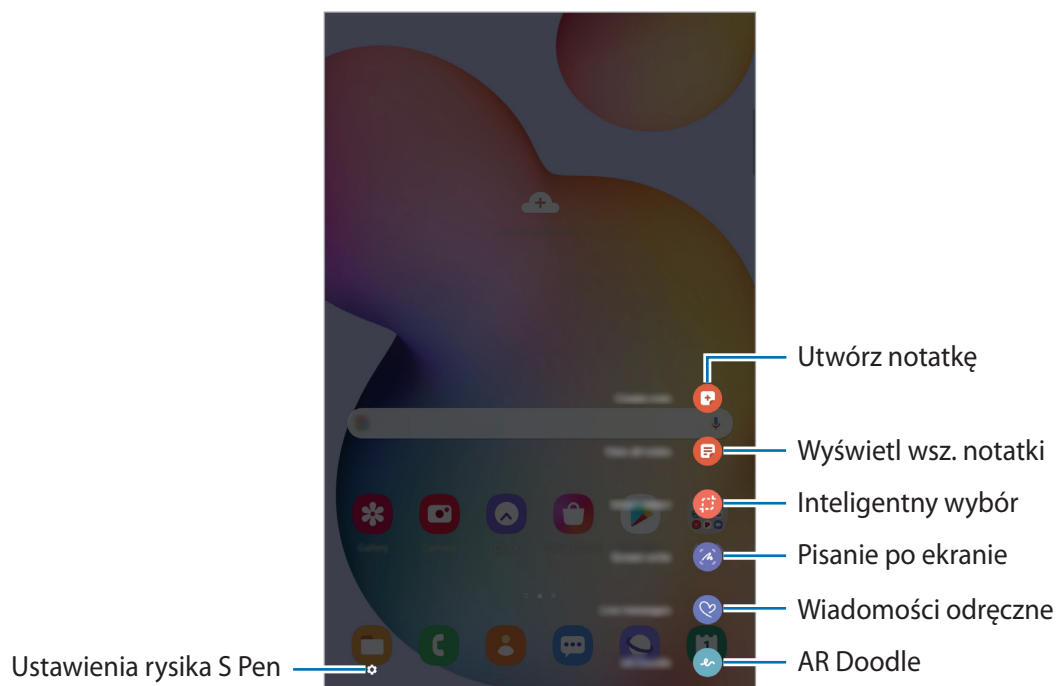 Utwórz notatkę
Wyświetl wsz. notatki
Inteligentny wybór
Pisanie po ekranie
Wiadomości odręczne
AR Doodle
Ustawienia rysika S Pen